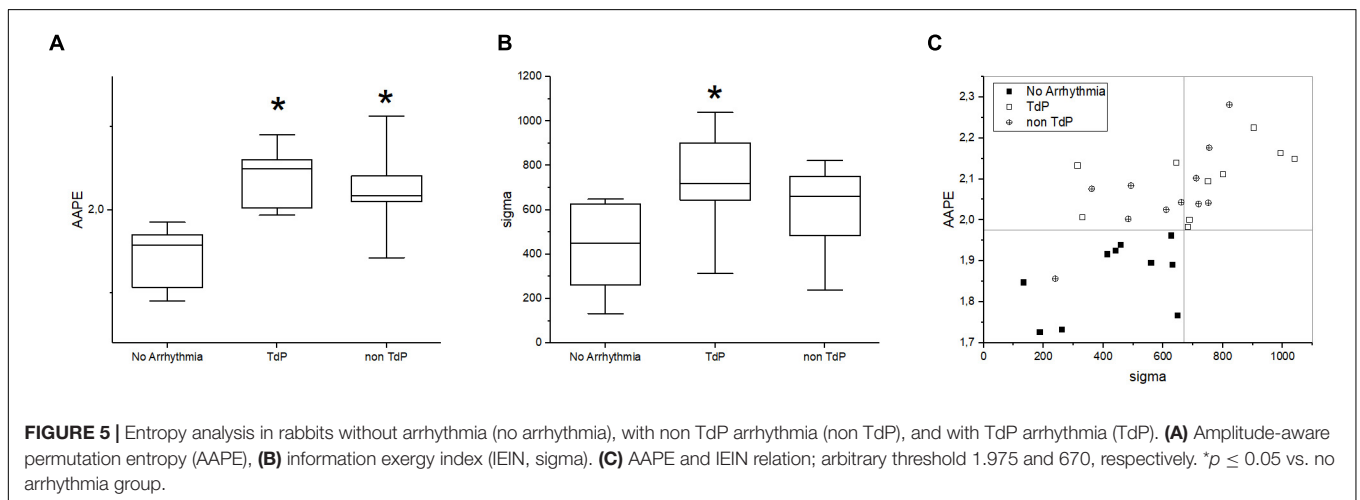 A
B
C
AAPE
2,0
*
*
No Arrhythmia
TdP
non TdP
sigma
1200
1000
800
600
400
200
0
*
No Arrhythmia
TdP
non TdP
AAPE
2,3
2,2
2,1
2,0
1,9
1,8
1,7
No Arrhythmia
TdP
non TdP
0
200
400
600
800
1000
sigma
FIGURE 5 | Entropy analysis in rabbits without arrhythmia (no arrhythmia), with non TdP arrhythmia (non TdP), and with TdP arrhythmia (TdP). (A) Amplitude-aware
permutation entropy (AAPE), (B) information exergy index (IEIN, sigma). (C) AAPE and IEIN relation; arbitrary threshold 1.975 and 670, respectively. *p ≤ 0.05 vs. no
arrhythmia group.